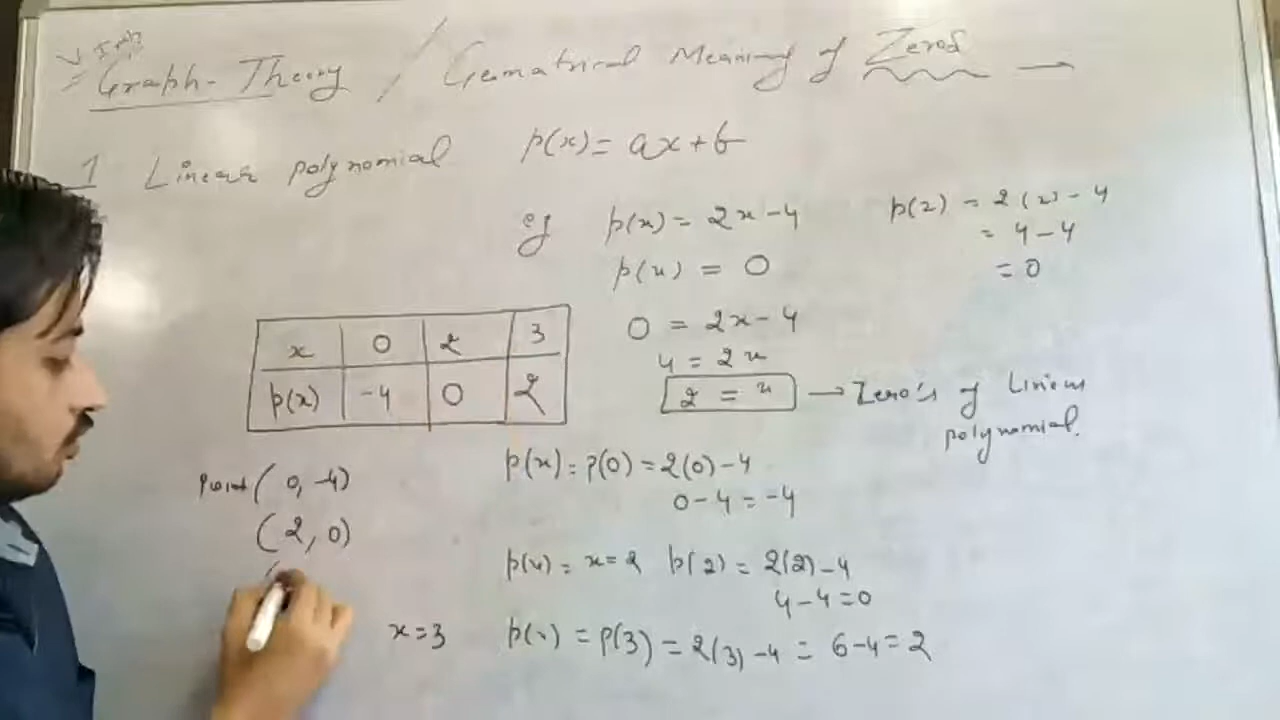 Graph-Theory / Geomatrical Meaning of Zeros →
1 Linear polynomial p(x) = ax + b
eg p(x) = 2x - 4
p(x) = 0
0 = 2x - 4
4 = 2x
2 = x → Zero's of Linier
polynomial.
p(2) = 2(2) - 4
= 4 - 4
= 0
x 0 2 3
p(x) -4 0 2
Point (0, -4)
(2, 0)
(
p(x) = p(0) = 2(0) - 4
0 - 4 = -4
p(x) = x = 2 p(2) = 2(2) - 4
4 - 4 = 0
x = 3 p(x) = p(3) = 2(3) - 4 = 6 - 4 = 2